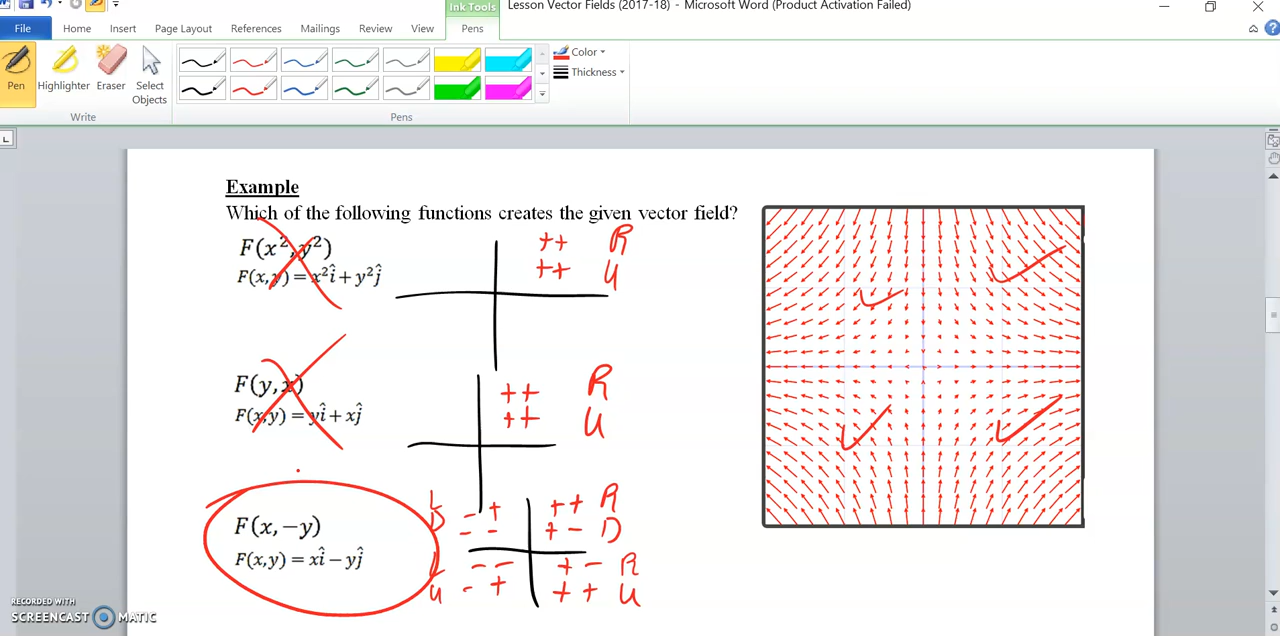 Lesson Vector Fields (2017-18) - Microsoft Word (Product Activation Failed)
Ink Tools
File Home Insert Page Layout References Mailings Review View Pens
Pen Highlighter Eraser Select Objects
Color
Thickness
Write Pens
Example
Which of the following functions creates the given vector field?
F(x², y²)
F(x,y) = x²î + y²ĵ
++ R
++ U
F(y, x)
F(x,y) = yî + xĵ
++ R
++ U
F(x, −y)
F(x,y) = xî − yĵ
L - + ++ R
D - - + - D
L - - + - R
U - + + + U
RECORDED WITH
SCREENCAST MATIC